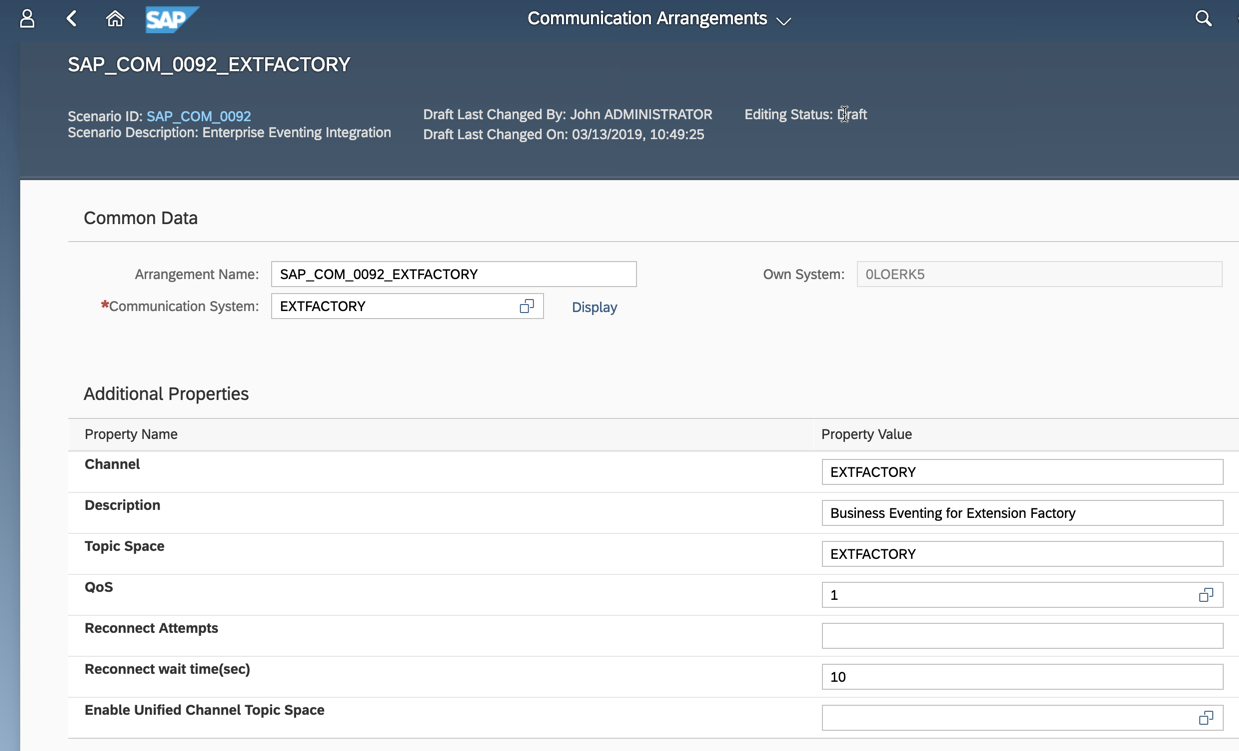 SAP
Communication Arrangements
SAP_COM_0092_EXTFACTORY
Scenario ID: SAP_COM_0092
Scenario Description: Enterprise Eventing Integration
Draft Last Changed By: John ADMINISTRATOR
Draft Last Changed On: 03/13/2019, 10:49:25
Editing Status: Draft
Common Data
Arrangement Name: SAP_COM_0092_EXTFACTORY
Own System: 0LOERK5
*Communication System: EXTFACTORY Display
Additional Properties
Property Name Property Value
Channel EXTFACTORY
Description Business Eventing for Extension Factory
Topic Space EXTFACTORY
QoS 1
Reconnect Attempts
Reconnect wait time(sec) 10
Enable Unified Channel Topic Space